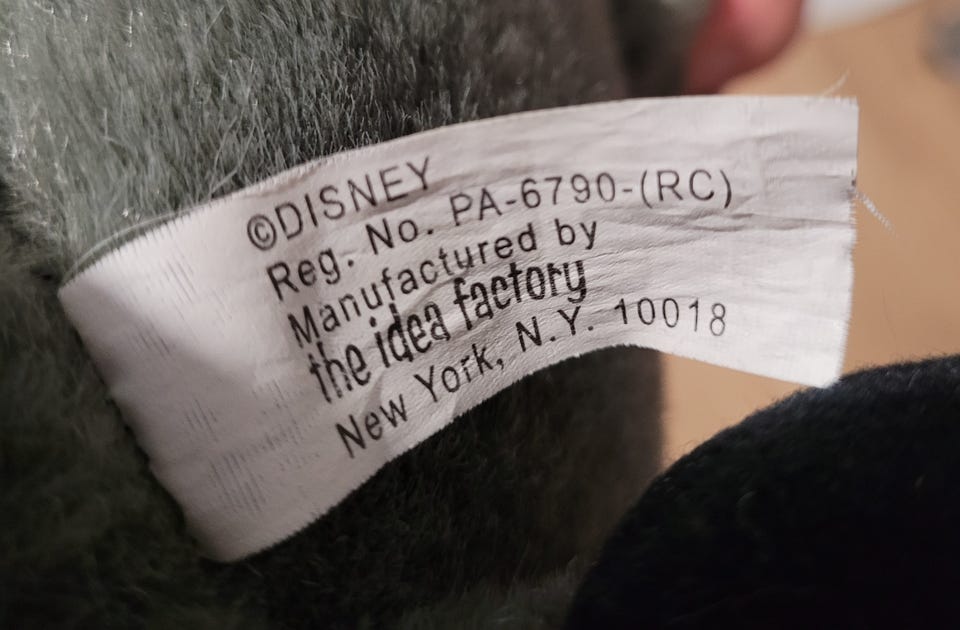 ©DISNEY
Reg. No. PA-6790-(RC)
Manufactured by
the idea factory
New York, N.Y. 10018